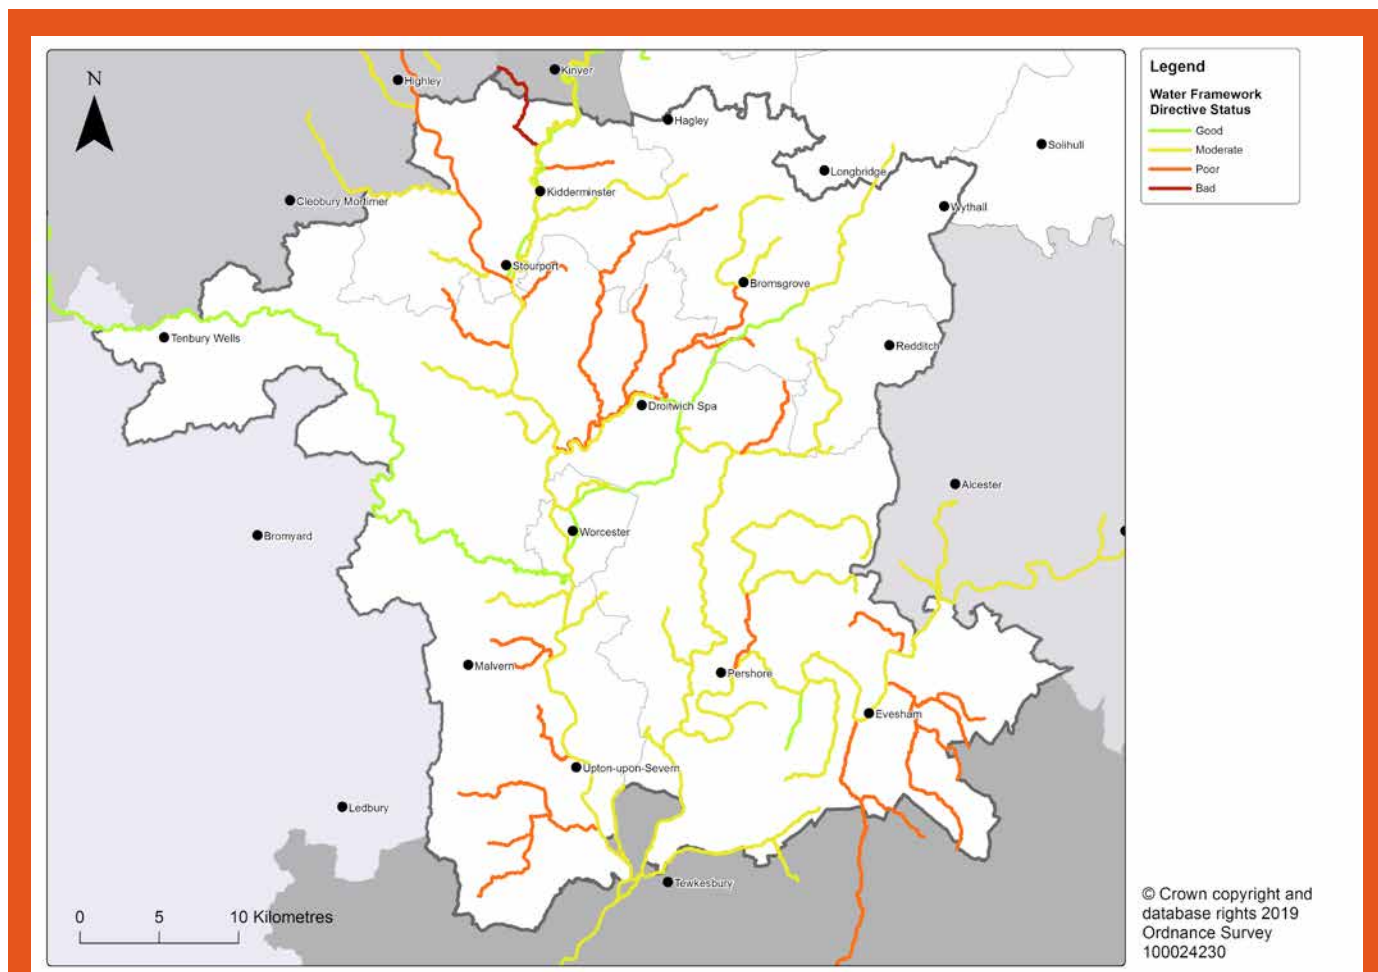 N
Highley
Kinver
Hagley
Longbridge
Solihull
Cleobury Mortimer
Kidderminster
Wythall
Stourport
Bromsgrove
Tenbury Wells
Redditch
Droitwich Spa
Alcester
Bromyard
Worcester
Malvern
Pershore
Evesham
Upton-upon-Severn
Ledbury
Tewkesbury
0 5 10 Kilometres
Legend
Water Framework
Directive Status
Good
Moderate
Poor
Bad
© Crown copyright and
database rights 2019
Ordnance Survey
100024230